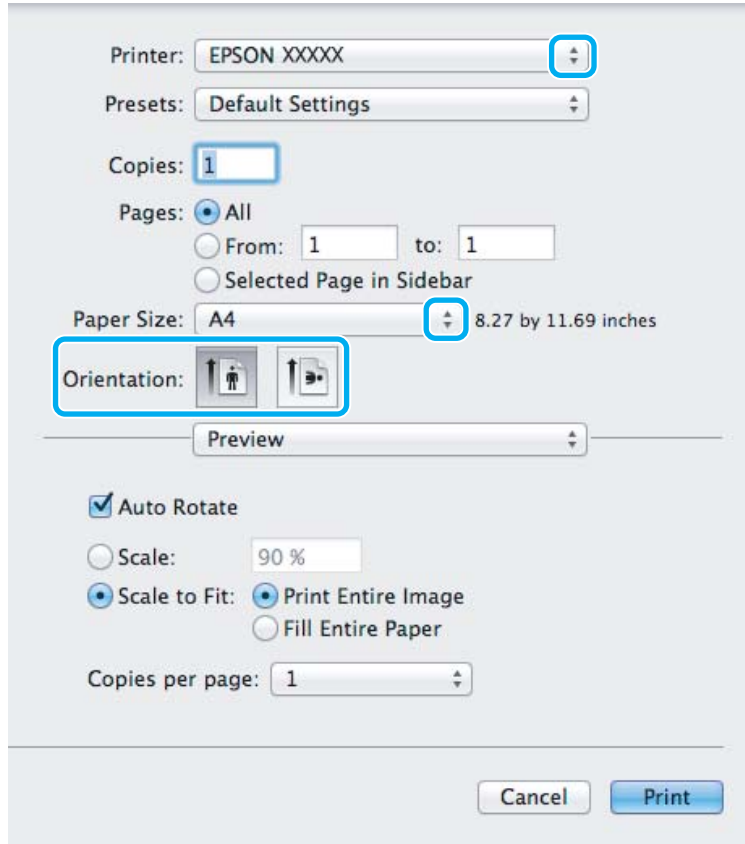 Printer: EPSON XXXXX
Presets: Default Settings
Copies: 1
Pages: All
From: 1 to: 1
Selected Page in Sidebar
Paper Size: A4 8.27 by 11.69 inches
Orientation:
Preview
Auto Rotate
Scale: 90 %
Scale to Fit: Print Entire Image
Fill Entire Paper
Copies per page: 1
Cancel Print